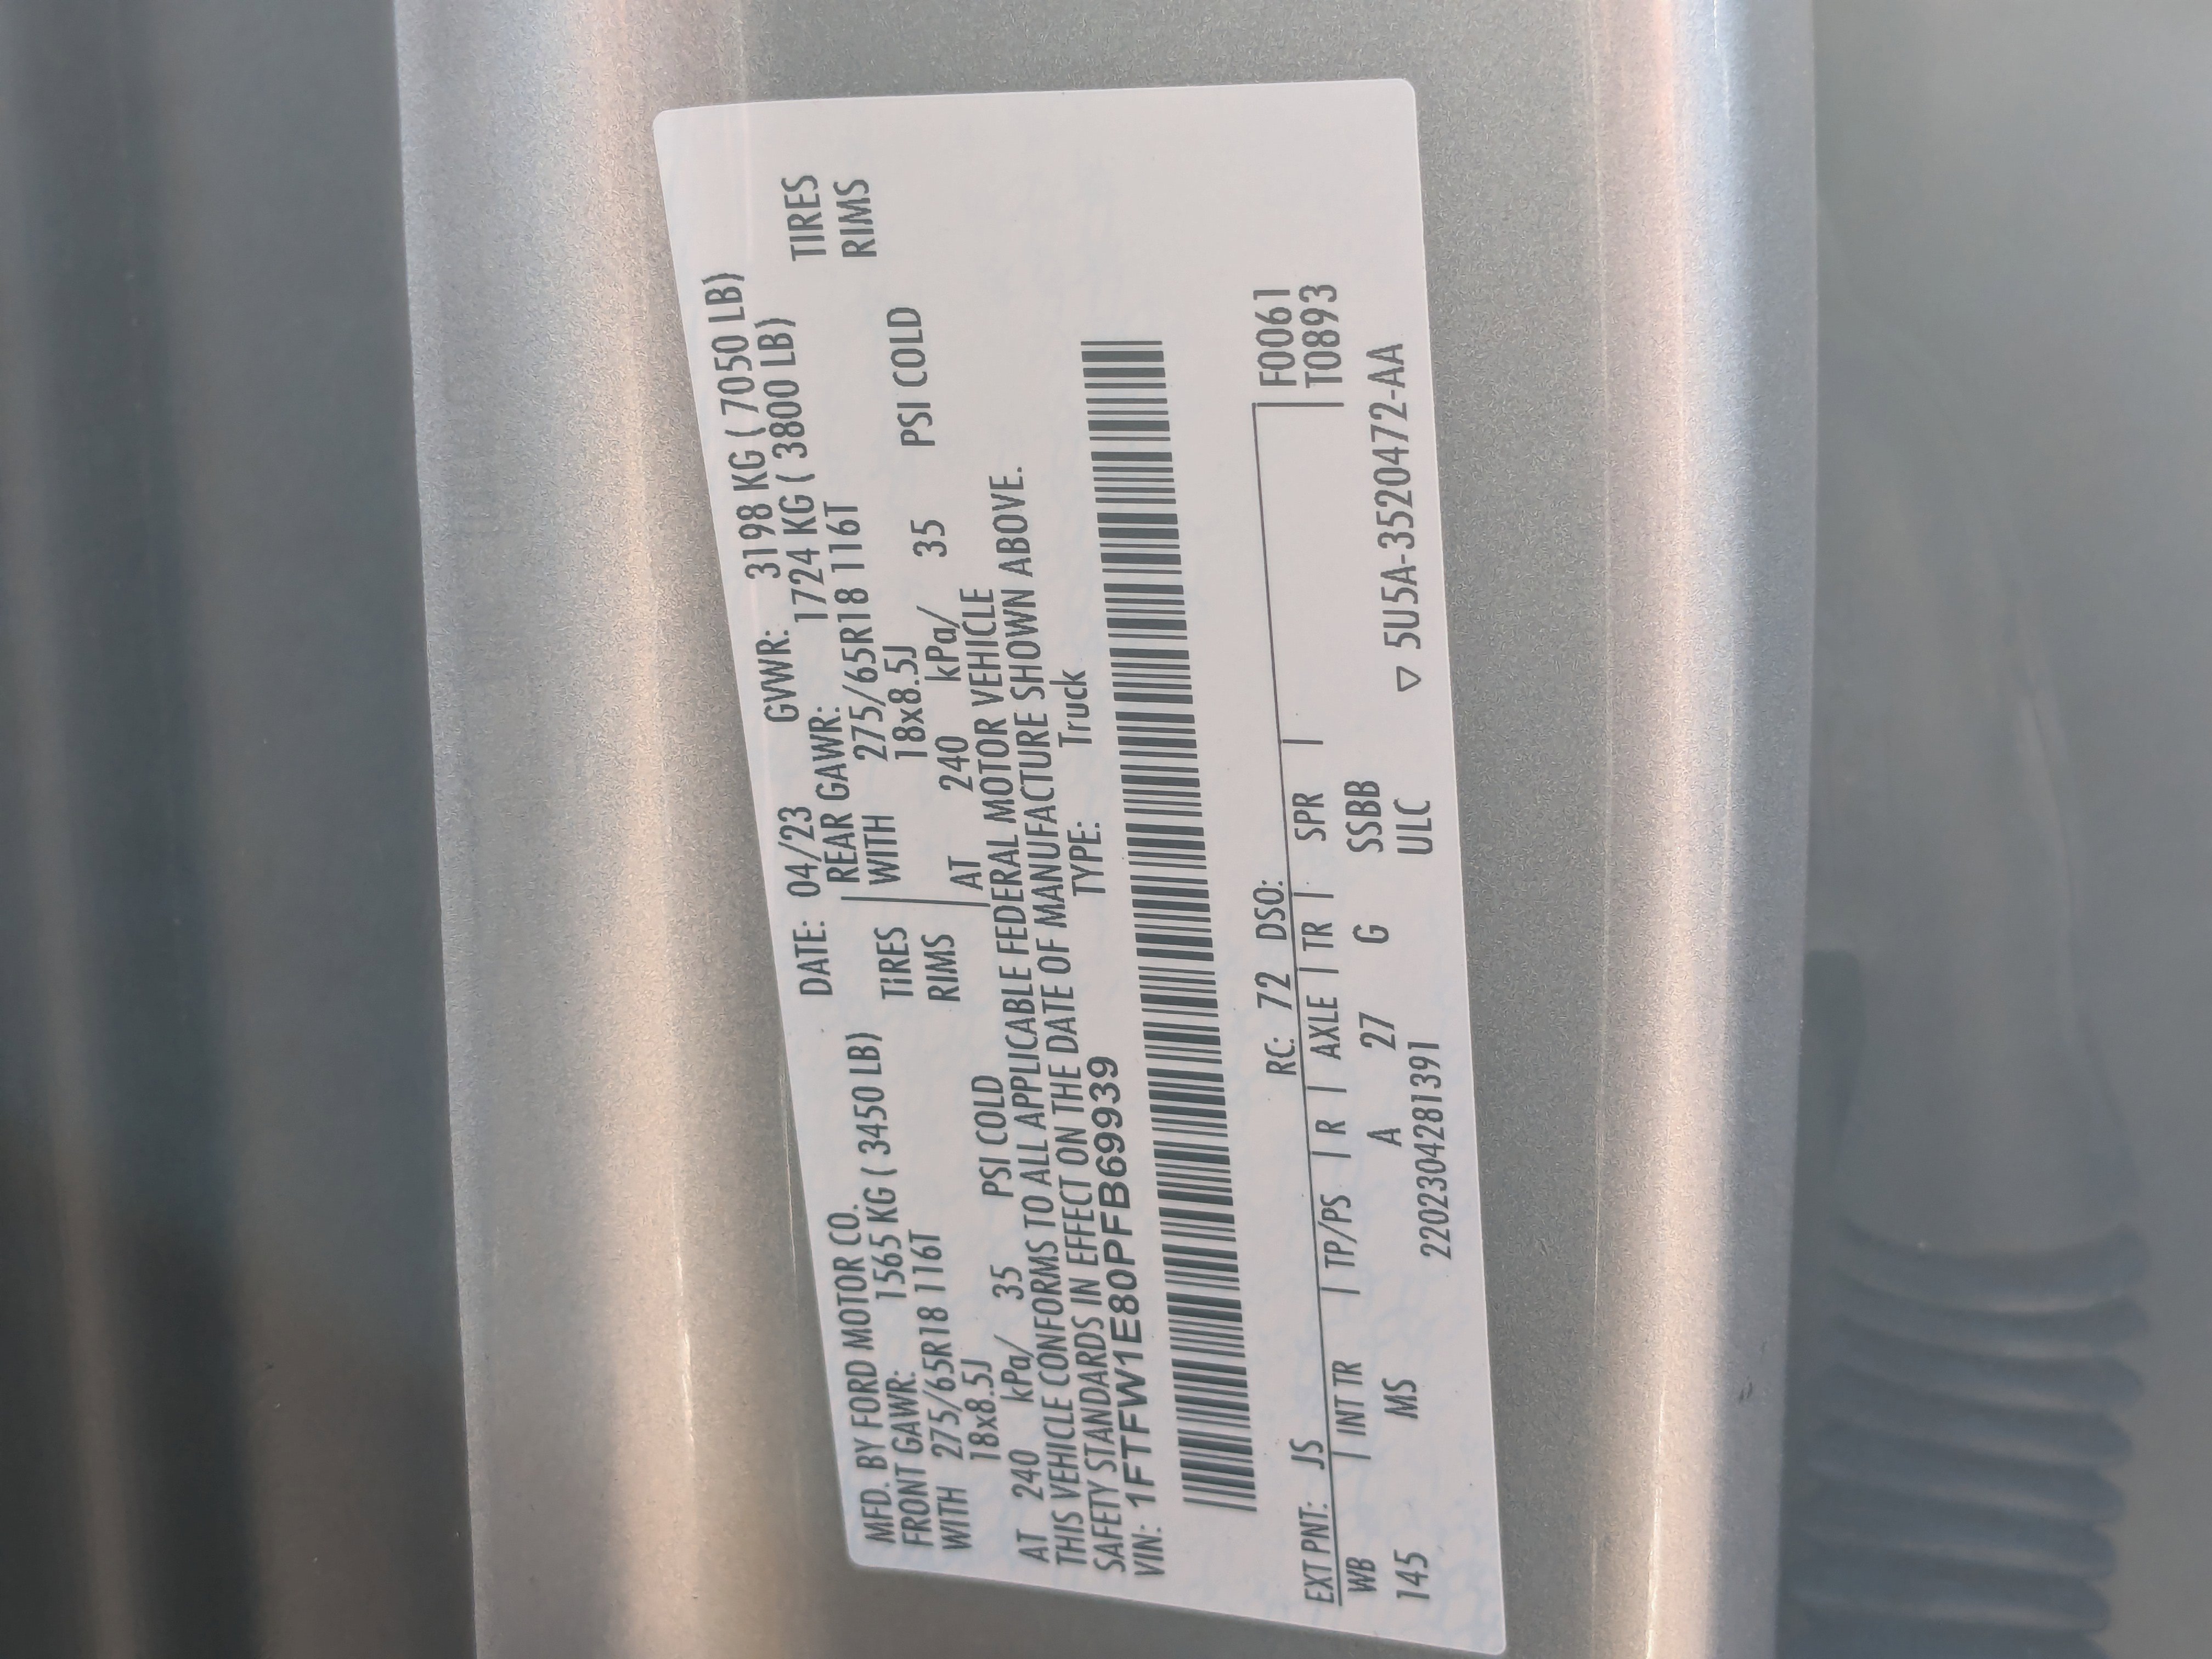 MFD. BY FORD MOTOR CO. DATE: 04/23 GVWR: 3198 KG ( 7050 LB)
FRONT GAWR: 1565 KG ( 3450 LB) REAR GAWR: 1724 KG ( 3800 LB)
WITH 275/65R18 116T TIRES WITH 275/65R18 116T TIRES
18x8.5J RIMS 18x8.5J RIMS
AT 240 kPa/ 35 PSI COLD AT 240 kPa/ 35 PSI COLD
THIS VEHICLE CONFORMS TO ALL APPLICABLE FEDERAL MOTOR VEHICLE
SAFETY STANDARDS IN EFFECT ON THE DATE OF MANUFACTURE SHOWN ABOVE.
VIN: 1FTFW1E80PFB69939 TYPE: Truck
EXT PNT: JS RC: 72 DSO:
WB INT TR TP/PS R AXLE TR SPR F0061
145 MS A 27 G SSBB T0893
2202304281391 ULC ▽ 5U5A-3520472-AA